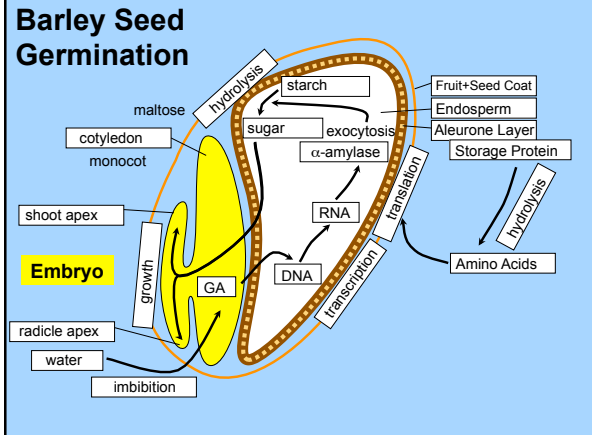 Barley Seed
Germination
hydrolysis
starch
Fruit+Seed Coat
maltose
Endosperm
sugar
exocytosis
Aleurone Layer
cotyledon
α-amylase
Storage Protein
monocot
translation
hydrolysis
shoot apex
RNA
growth
Embryo
GA
DNA
Amino Acids
transcription
radicle apex
water
imbibition